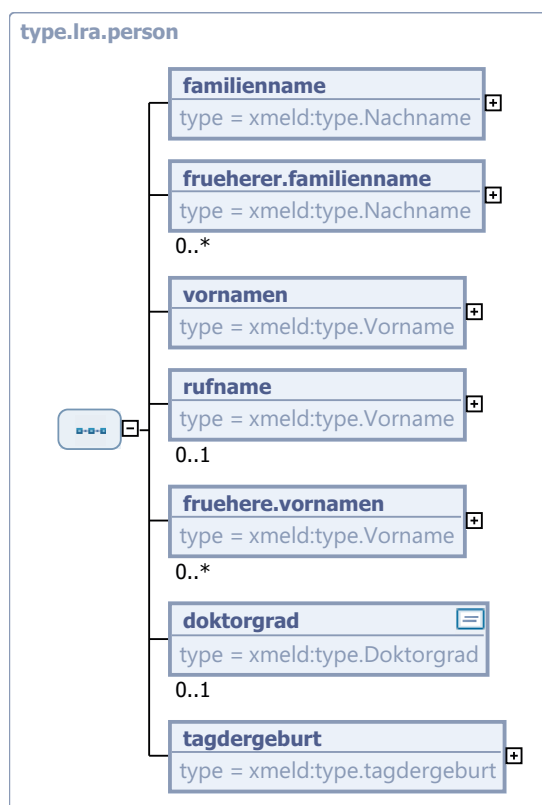 type.lra.person
familienname
type = xmeld:type.Nachname
frueherer.familienname
type = xmeld:type.Nachname
0..*
vornamen
type = xmeld:type.Vorname
rufname
type = xmeld:type.Vorname
0..1
fruehere.vornamen
type = xmeld:type.Vorname
0..*
doktorgrad
type = xmeld:type.Doktorgrad
0..1
tagdergeburt
type = xmeld:type.tagdergeburt